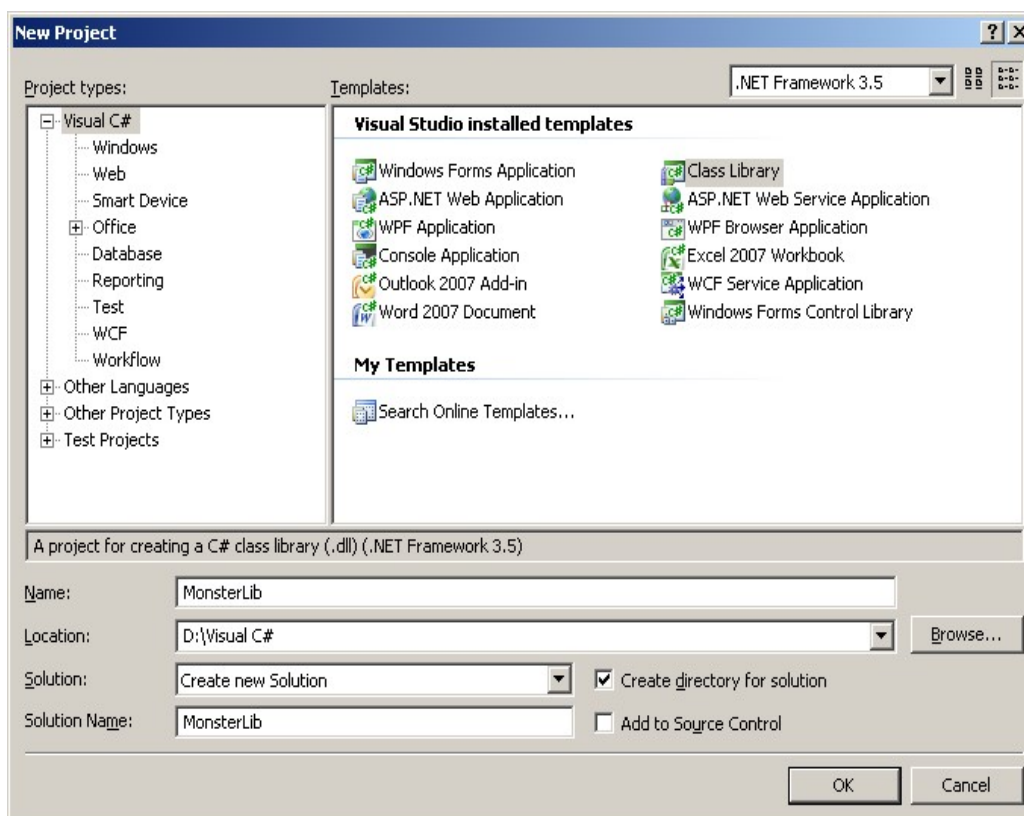 New Project
Project types:
Templates:
.NET Framework 3.5
Visual C#
Windows
Web
Smart Device
Office
Database
Reporting
Test
WCF
Workflow
Other Languages
Other Project Types
Test Projects
Visual Studio installed templates
Windows Forms Application
Class Library
ASP.NET Web Application
ASP.NET Web Service Application
WPF Application
WPF Browser Application
Console Application
Excel 2007 Workbook
Outlook 2007 Add-in
WCF Service Application
Word 2007 Document
Windows Forms Control Library
My Templates
Search Online Templates...
A project for creating a C# class library (.dll) (.NET Framework 3.5)
Name: MonsterLib
Location: D:\Visual C# Browse...
Solution: Create new Solution Create directory for solution
Solution Name: MonsterLib Add to Source Control
OK Cancel